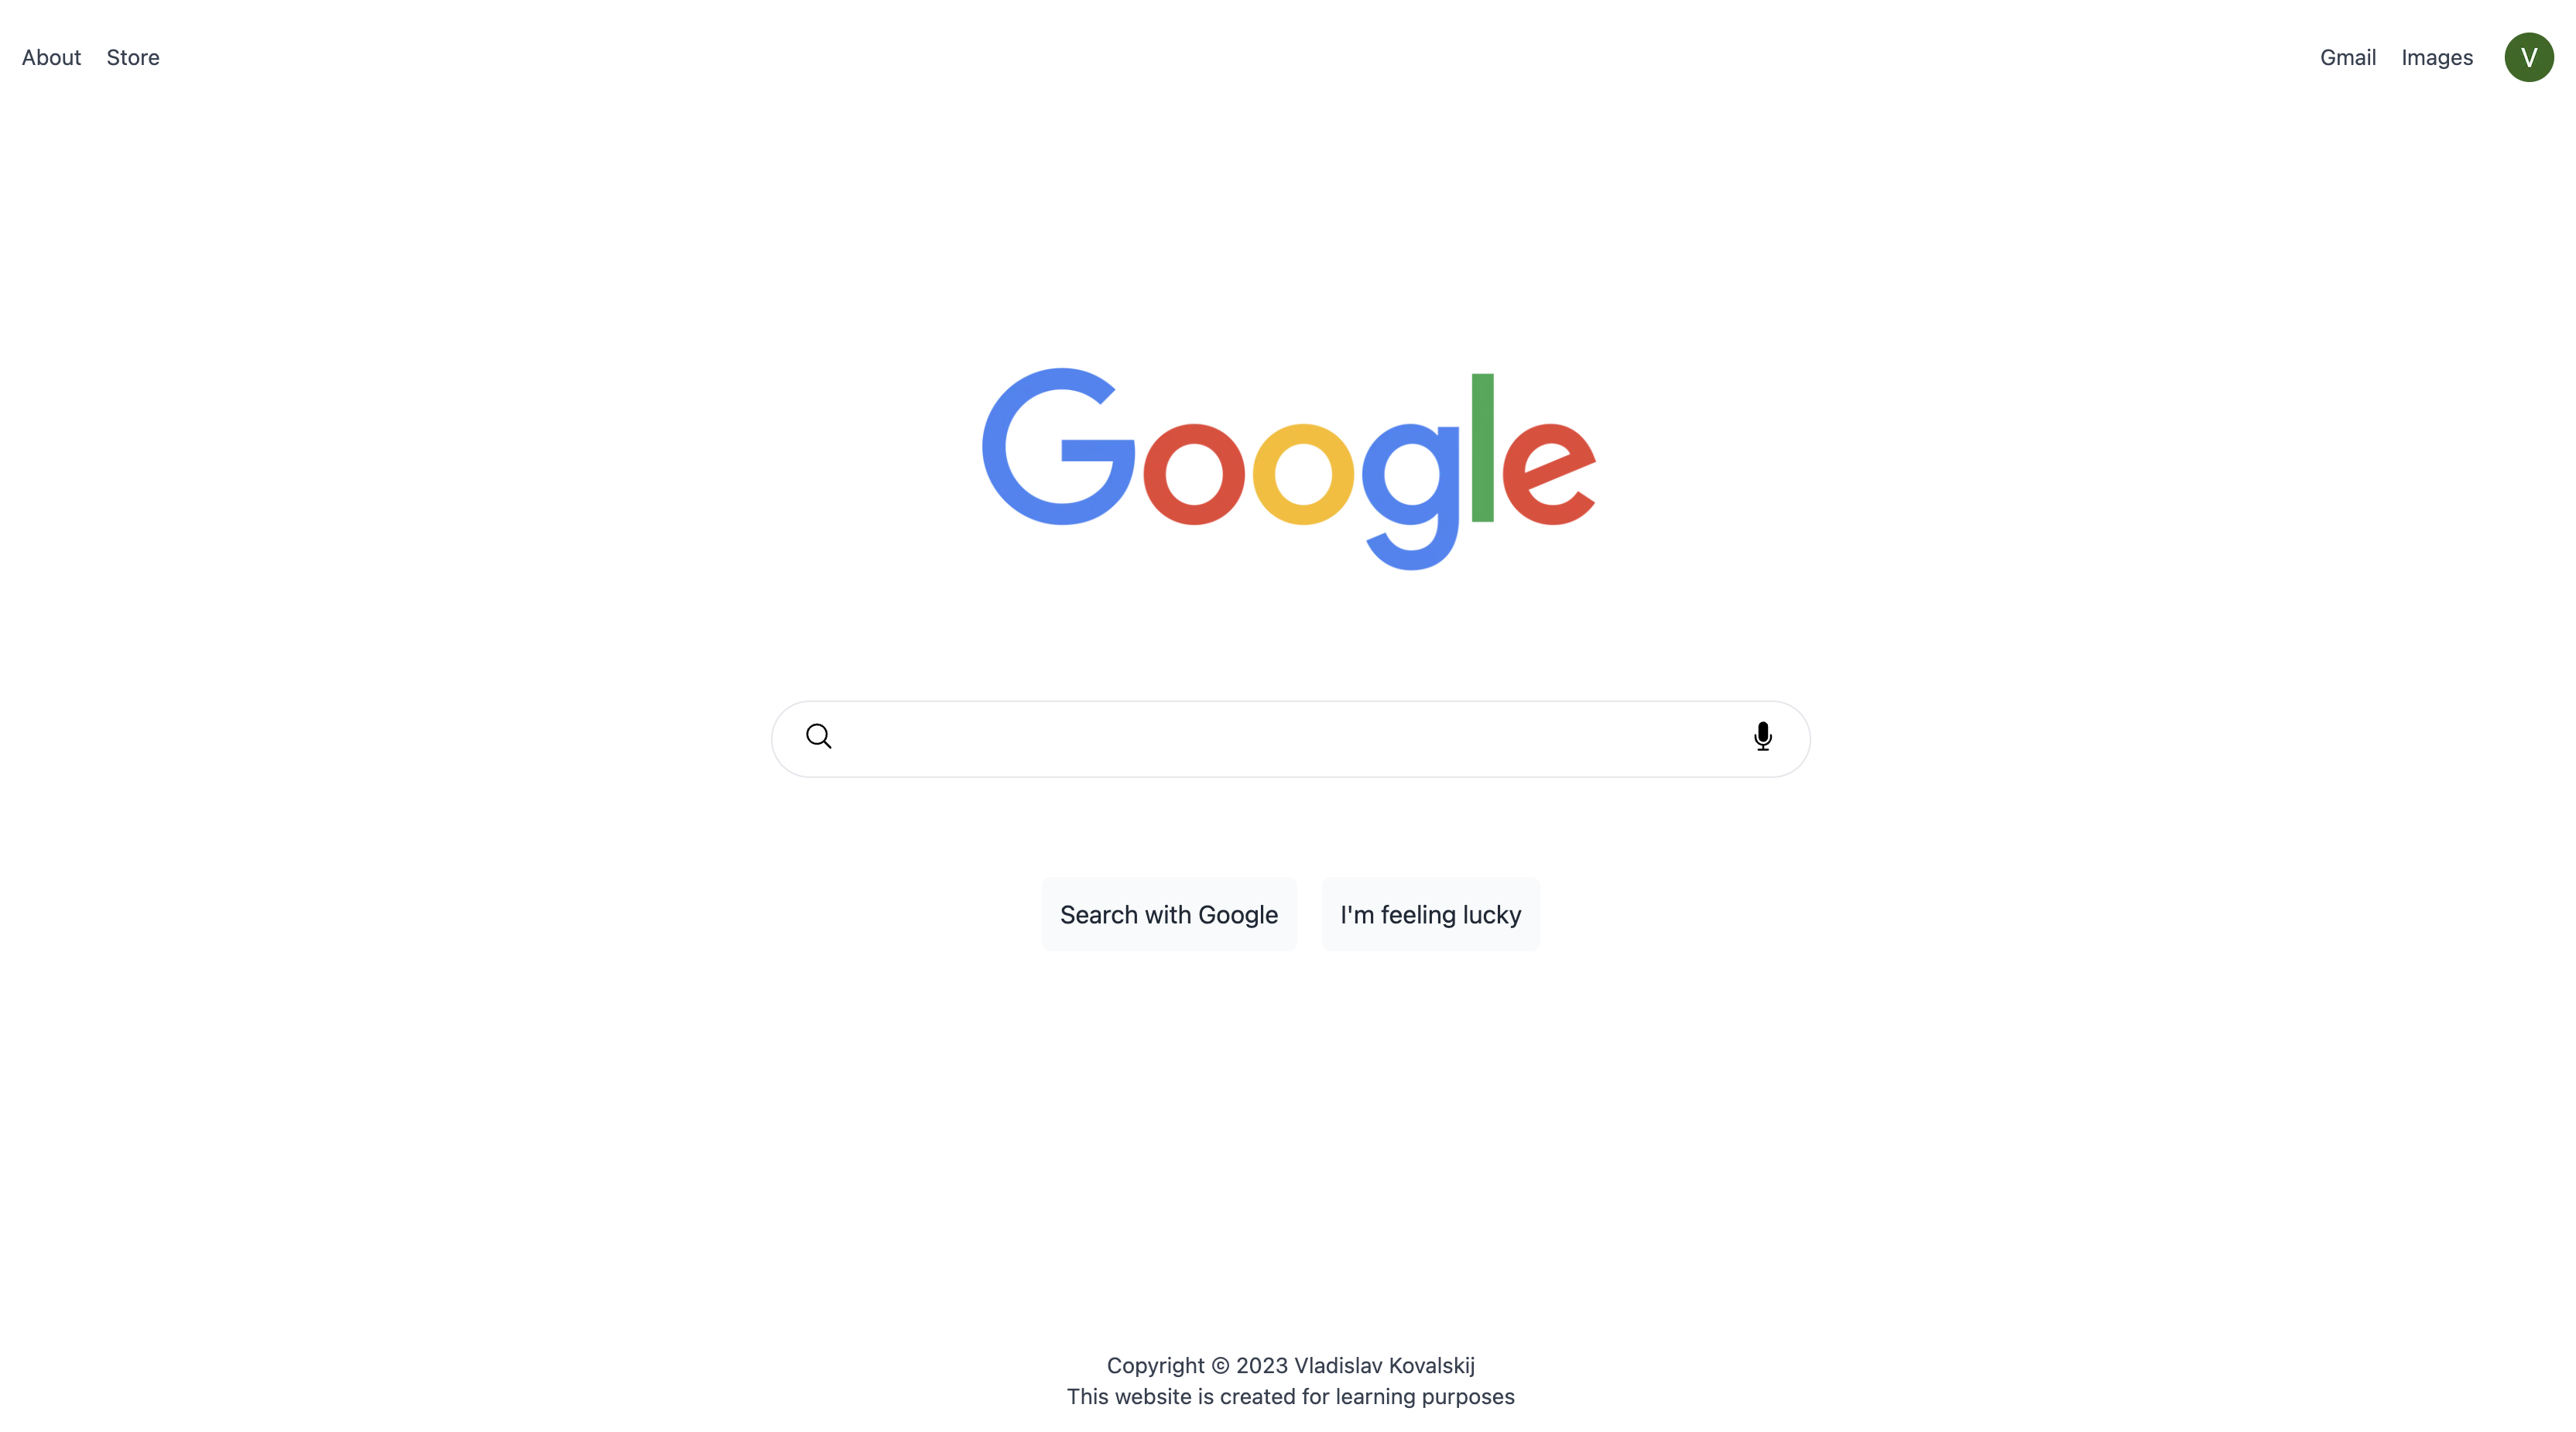 About Store
Gmail Images V
Google
Search with Google
I'm feeling lucky
Copyright © 2023 Vladislav Kovalskij
This website is created for learning purposes